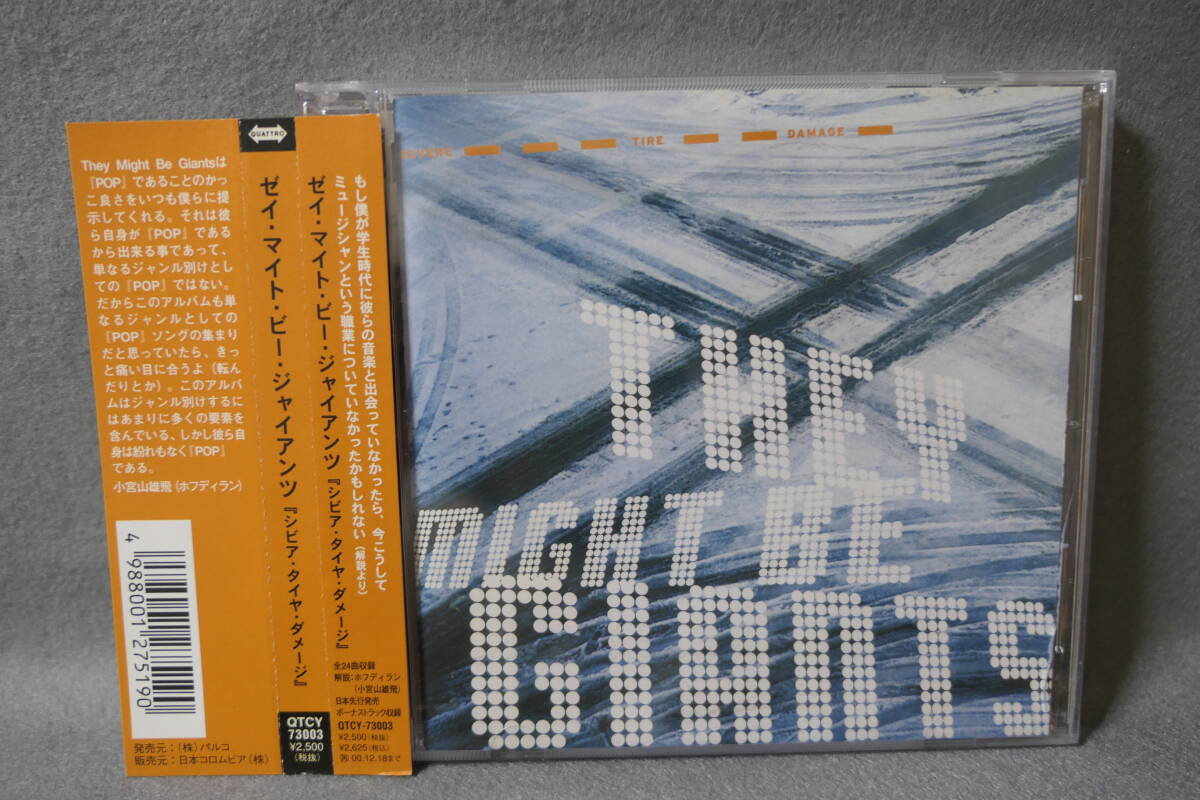 They Might Be Giantsは
『POP』であることのかっ
こ良さをいつも僕らに提
示してくれる。それは彼
ら自身が『POP』である
から出来る事であって、
単なるジャンル別けとし
ての『POP』ではない。
だからこのアルバムも単
なるジャンルとしての
『POP』ソングの集まり
だと思っていたら、きっ
と痛い目に合うよ（転ん
だりとか）。このアルバ
ムはジャンル別けするに
はあまりに多くの要素を
含んでいる、しかし彼ら自
身は紛れもなく『POP』
である。
小宮山雄飛（ホフディラン）
4 988001 275190
発売元：（株）パルコ
販売元：日本コロムビア（株）
QUATTRO
ゼイ・マイト・ビー・ジャイアンツ 『シビア・タイヤ・ダメージ』
QTCY
73003
¥2,500
（税抜）
もし僕が学生時代に彼らの音楽と出会っていなかったら、今こうして
ミュージシャンという職業についていなかったかもしれない（解説より）
ゼイ・マイト・ビー・ジャイアンツ 『シビア・タイヤ・ダメージ』
全24曲収録
解説：ホフディラン
（小宮山雄飛）
日本先行発売
ボーナストラック収録
QTCY-73003
¥2,500（税抜）
¥2,625（税込）
Ⓟ・00・12・18まで
SEVERE TIRE DAMAGE
THEY
MIGHT BE
GIANTS